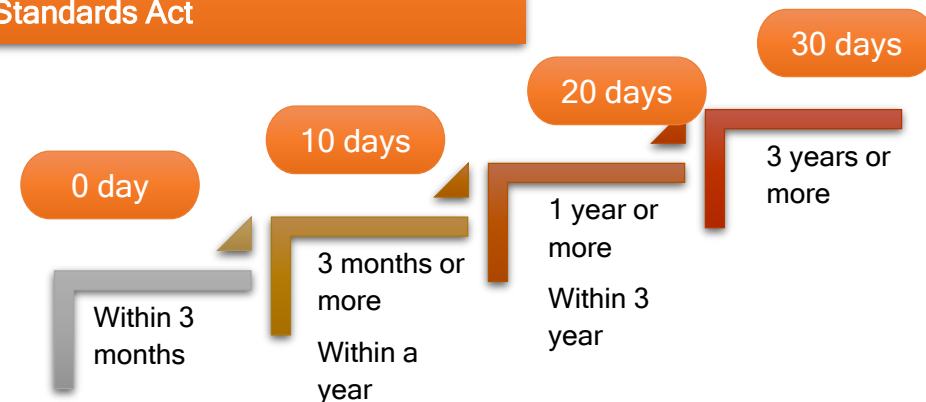 Standards Act
0 day
Within 3
months
10 days
3 months or
more
Within a
year
20 days
1 year or
more
Within 3
year
30 days
3 years or
more